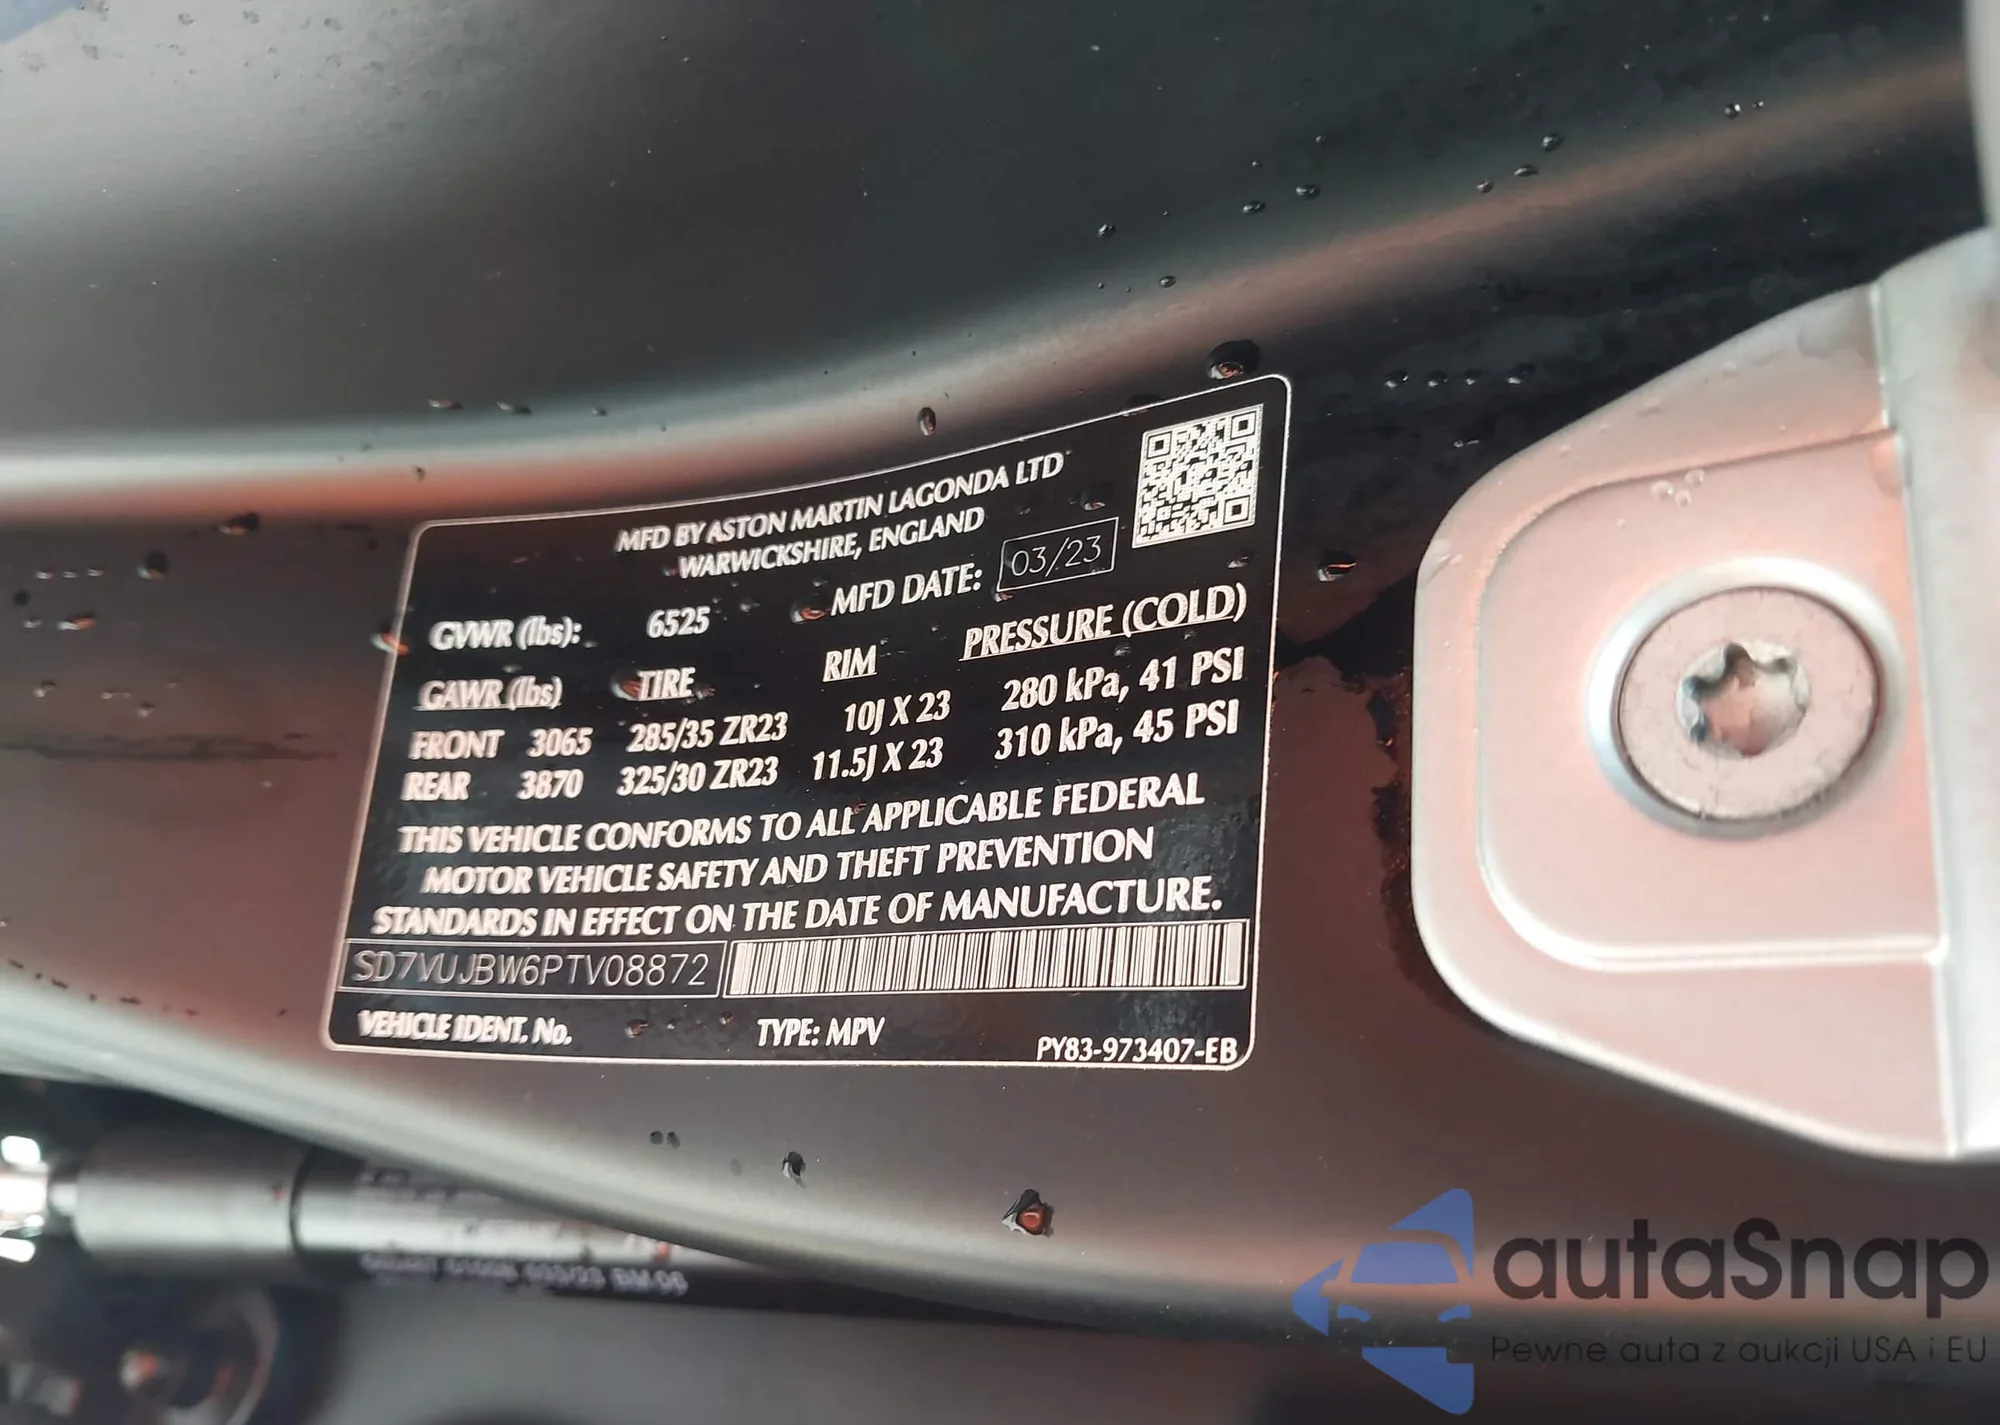 MFD BY ASTON MARTIN LAGONDA LTD
WARWICKSHIRE, ENGLAND
MFD DATE: 03/23
GVWR (lbs): 6525
GAWR (lbs) TIRE RIM PRESSURE (COLD)
FRONT 3065 285/35 ZR23 10J X 23 280 kPa, 41 PSI
REAR 3870 325/30 ZR23 11.5J X 23 310 kPa, 45 PSI
THIS VEHICLE CONFORMS TO ALL APPLICABLE FEDERAL
MOTOR VEHICLE SAFETY AND THEFT PREVENTION
STANDARDS IN EFFECT ON THE DATE OF MANUFACTURE.
SD7VUJBW6PTV08872
VEHICLE IDENT. No. TYPE: MPV PY83-973407-EB
autaSnap
Pewne auta z aukcji USA i EU